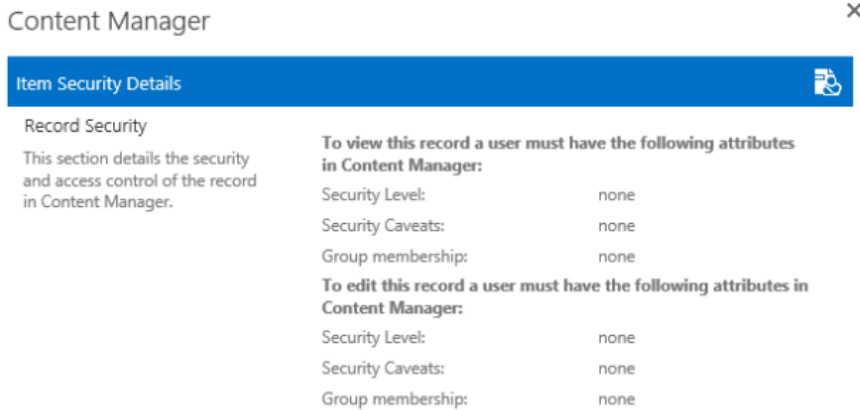 Content Manager
Item Security Details
Record Security
This section details the security
and access control of the record
in Content Manager.
To view this record a user must have the following attributes
in Content Manager:
Security Level: none
Security Caveats: none
Group membership: none
To edit this record a user must have the following attributes in
Content Manager:
Security Level: none
Security Caveats: none
Group membership: none